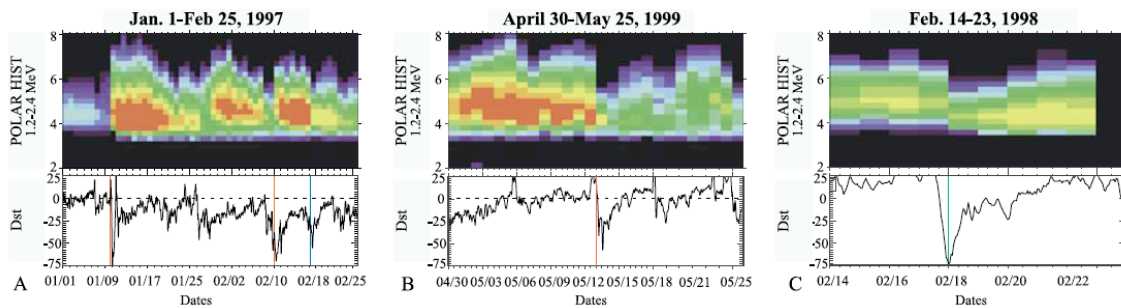 Jan. 1-Feb 25, 1997
POLAR HIST
1.2-2.4 MeV
8
6
4
2
Dst
25
0
-25
-50
-75
01/01 01/09 01/17 01/25 02/02 02/10 02/17 02/25
A
Dates
April 30-May 25, 1999
POLAR HIST
1.2-2.4 MeV
8
6
4
2
Dst
25
0
-25
-50
-75
04/30 05/03 05/06 05/09 05/12 05/15 05/18 05/21 05/25
B
Dates
Feb. 14-23, 1998
POLAR HIST
1.2-2.4 MeV
8
6
4
2
Dst
25
0
-25
-50
-75
02/14 02/16 02/18 02/20 02/22
C
Dates